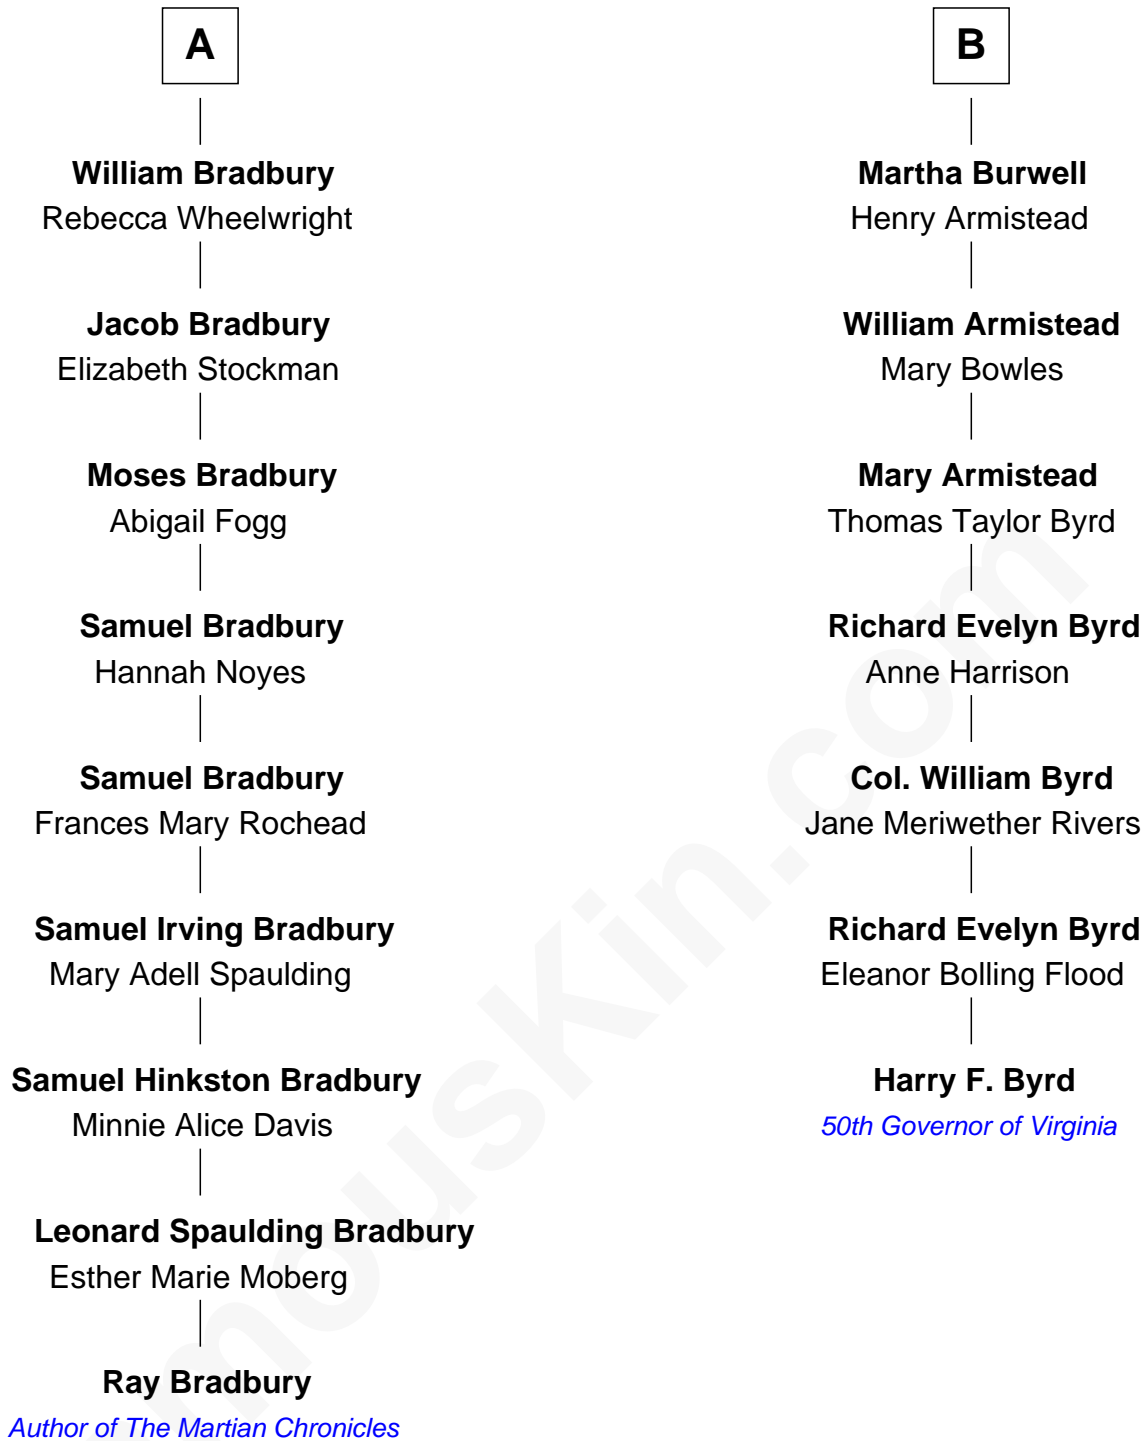 A
William Bradbury
Rebecca Wheelwright
Jacob Bradbury
Elizabeth Stockman
Moses Bradbury
Abigail Fogg
Samuel Bradbury
Hannah Noyes
Samuel Bradbury
Frances Mary Rochead
Samuel Irving Bradbury
Mary Adell Spaulding
Samuel Hinkston Bradbury
Minnie Alice Davis
Leonard Spaulding Bradbury
Esther Marie Moberg
Ray Bradbury
Author of The Martian Chronicles
B
Martha Burwell
Henry Armistead
William Armistead
Mary Bowles
Mary Armistead
Thomas Taylor Byrd
Richard Evelyn Byrd
Anne Harrison
Col. William Byrd
Jane Meriwether Rivers
Richard Evelyn Byrd
Eleanor Bolling Flood
Harry F. Byrd
50th Governor of Virginia
mousKin.com